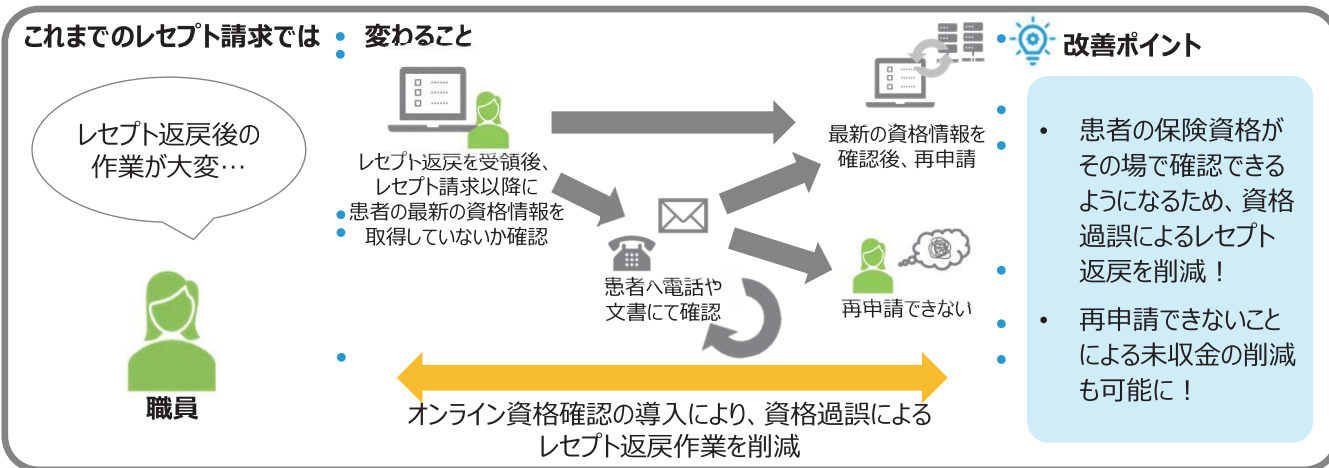 これまでのレセプト請求では
レセプト返戻後の
作業が大変…
職員
変わること
レセプト返戻を受領後、
レセプト請求以降に
患者の最新の資格情報を
取得していないか確認
患者へ電話や
文書にて確認
最新の資格情報を
確認後、再申請
再申請できない
オンライン資格確認の導入により、資格過誤による
レセプト返戻作業を削減
改善ポイント
• 患者の保険資格が
その場で確認できる
ようになるため、資格
過誤によるレセプト
返戻を削減！
• 再申請できないこと
による未収金の削減
も可能に！